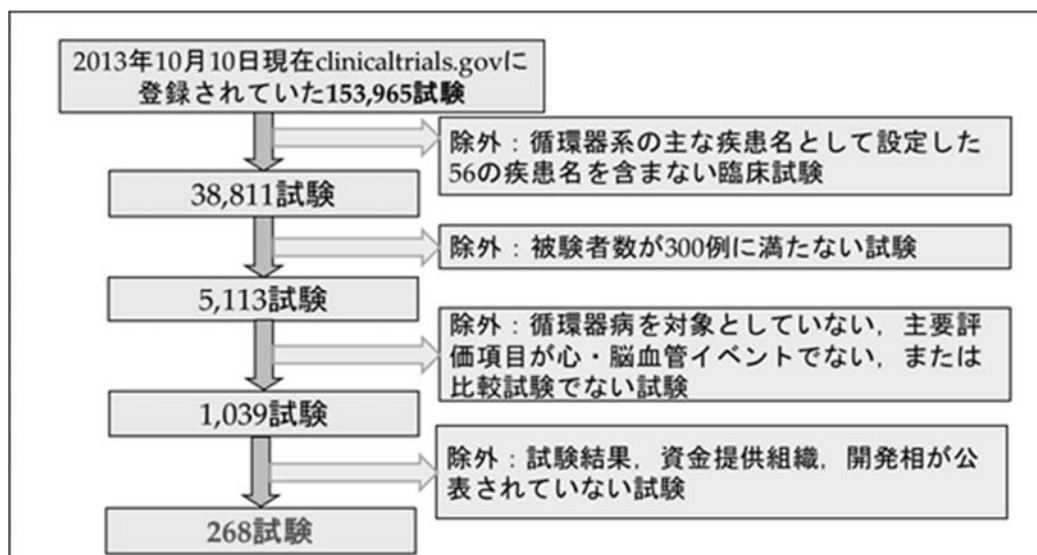 2013年10月10日現在clinicaltrials.govに
登録されていた153,965試験
除外：循環器系の主な疾患名として設定した
56の疾患名を含まない臨床試験
38,811試験
除外：被験者数が300例に満たない試験
5,113試験
除外：循環器病を対象としていない，主要評
価項目が心・脳血管イベントでない，または
比較試験でない試験
1,039試験
除外：試験結果，資金提供組織，開発相が公
表されていない試験
268試験